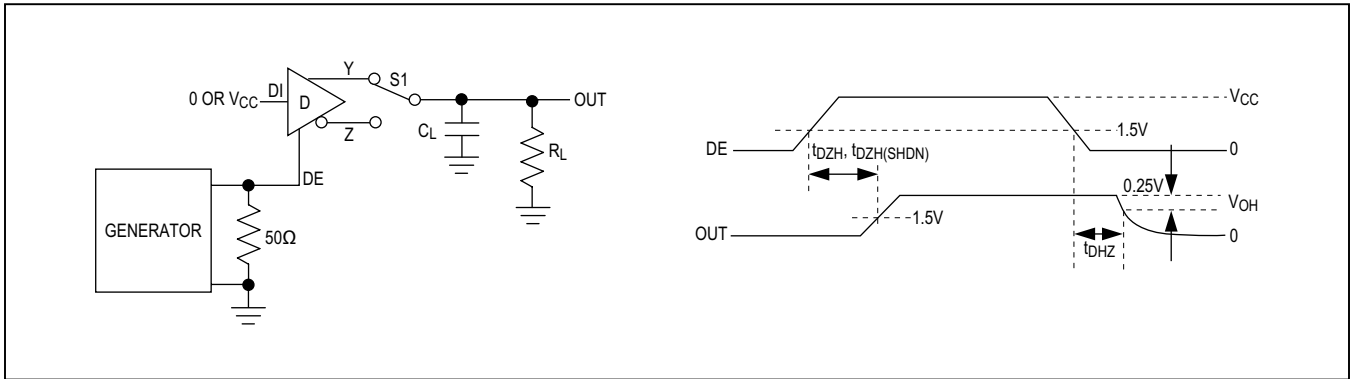 0 OR VCC
DI
D
Y
S1
Z
OUT
CL
RL
DE
GENERATOR
50Ω
VCC
1.5V
DE
0
tDZH, tDZH(SHDN)
0.25V
VOH
1.5V
OUT
0
tDHZ